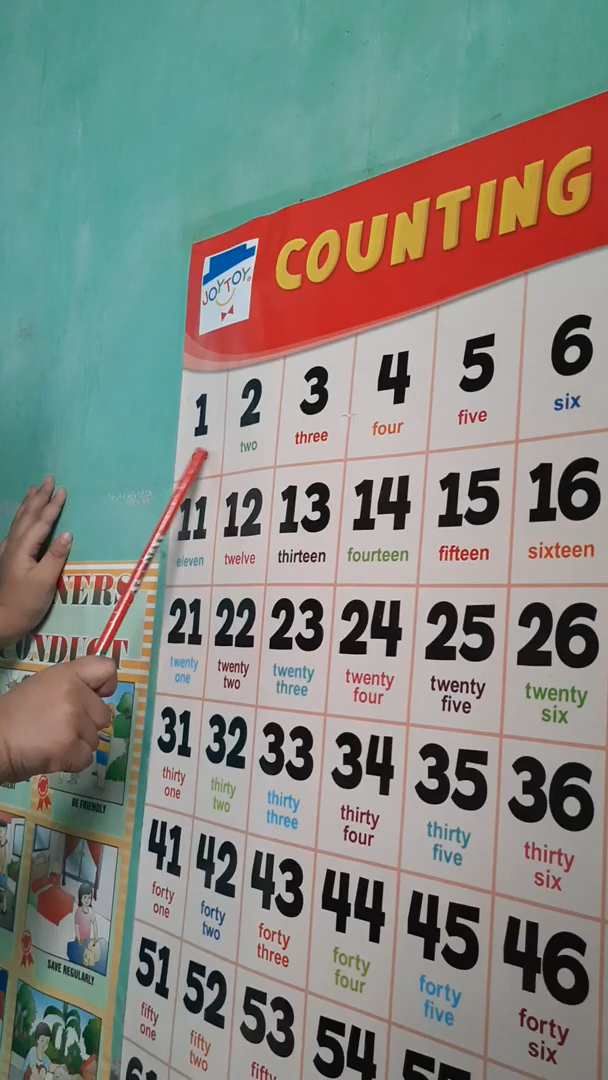 COUNTING
JOYTOY®
1 2 3 4 5 6
two three four five six
11 12 13 14 15 16
eleven twelve thirteen fourteen fifteen sixteen
21 22 23 24 25 26
twenty one twenty two twenty three twenty four twenty five twenty six
31 32 33 34 35 36
thirty one thirty two thirty three thirty four thirty five thirty six
41 42 43 44 45 46
forty one forty two forty three forty four forty five forty six
51 52 53 54
fifty one fifty two fifty
NERS
CONDUCT
BE FRIENDLY
SAVE REGULARLY